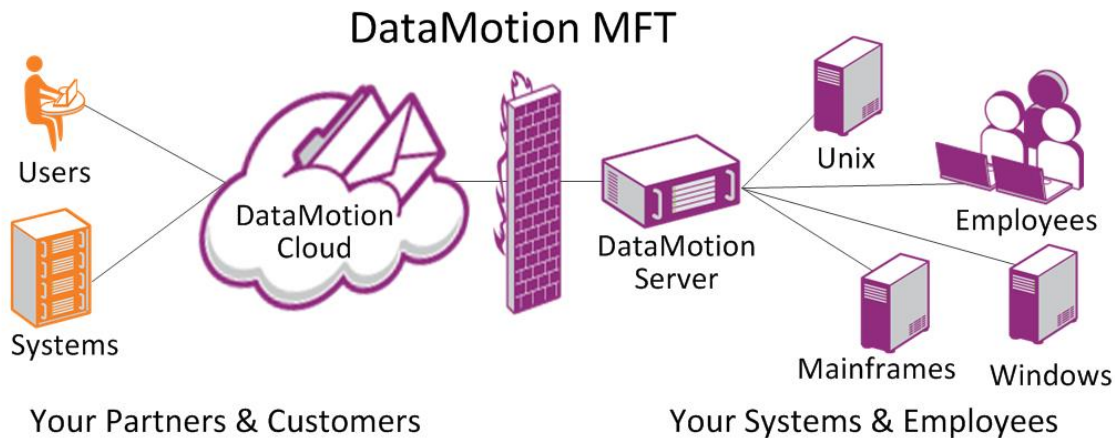 DataMotion MFT
Users
Systems
DataMotion
Cloud
DataMotion
Server
Unix
Employees
Mainframes
Windows
Your Partners & Customers
Your Systems & Employees